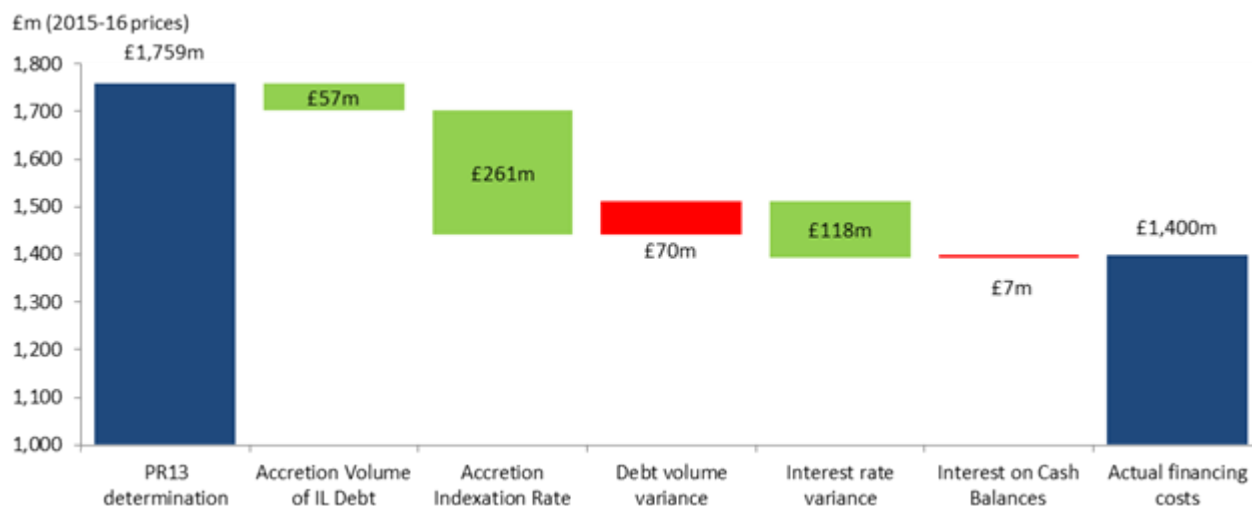 £m (2015-16 prices)
£1,759m
1,800
1,700
1,600
1,500
1,400
1,300
1,200
1,100
1,000
£57m
£261m
£70m
£118m
£7m
£1,400m
PR13
determination
Accretion Volume
of IL Debt
Accretion
Indexation Rate
Debt volume
variance
Interest rate
variance
Interest on Cash
Balances
Actual financing
costs